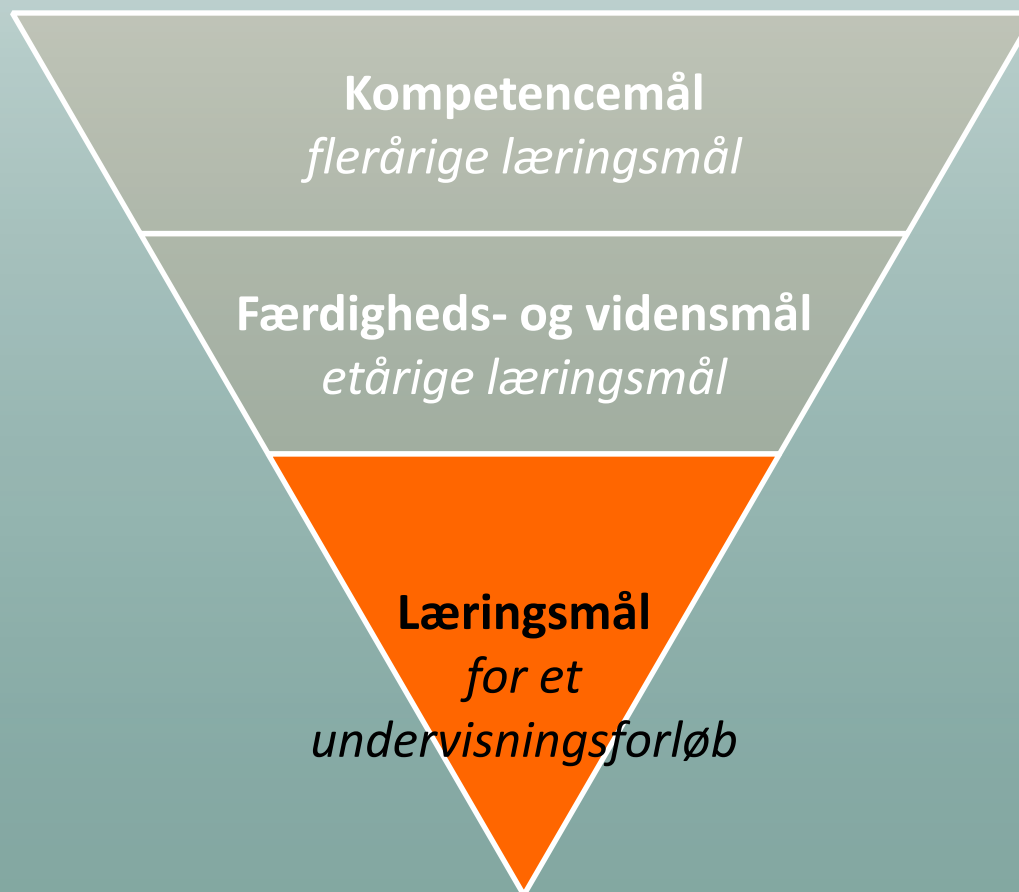 Kompetencemål
flerårige læringsmål
Færdigheds- og vidensmål
etårige læringsmål
Læringsmål
for et
undervisningsforløb